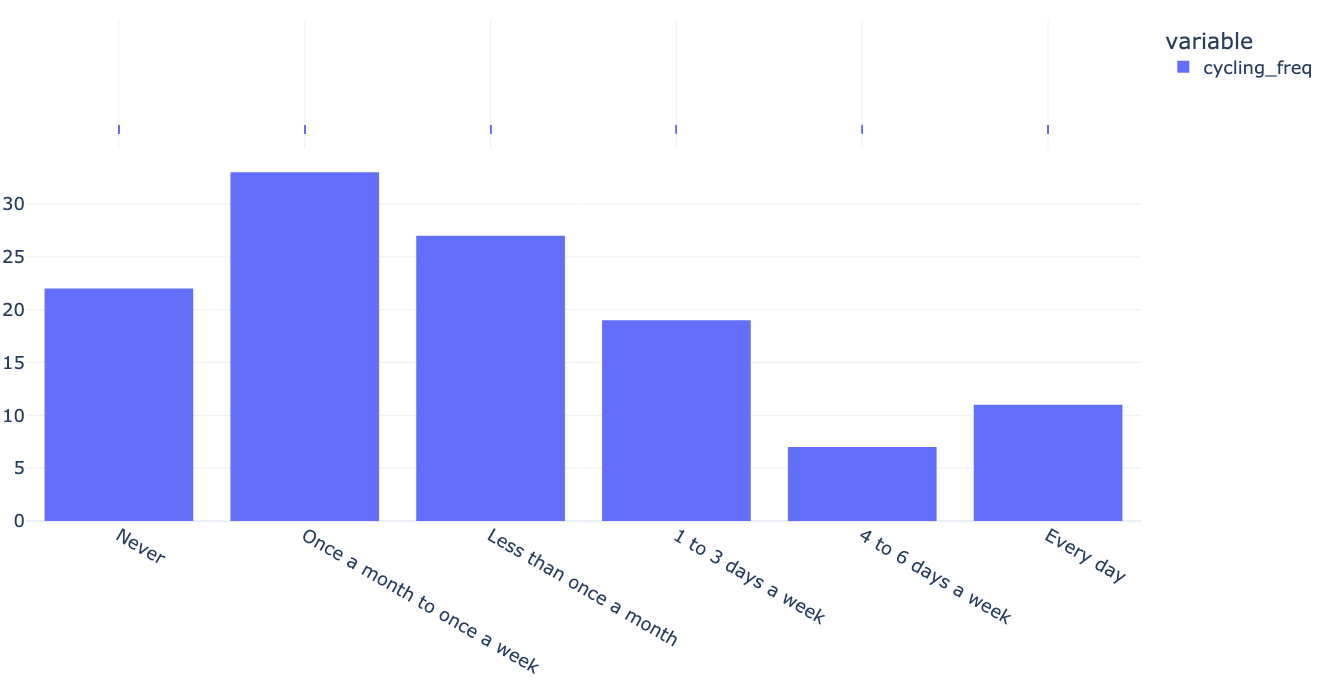 variable
cycling_freq
30
25
20
15
10
5
0
Never
Once a month to once a week
Less than once a month
1 to 3 days a week
4 to 6 days a week
Every day